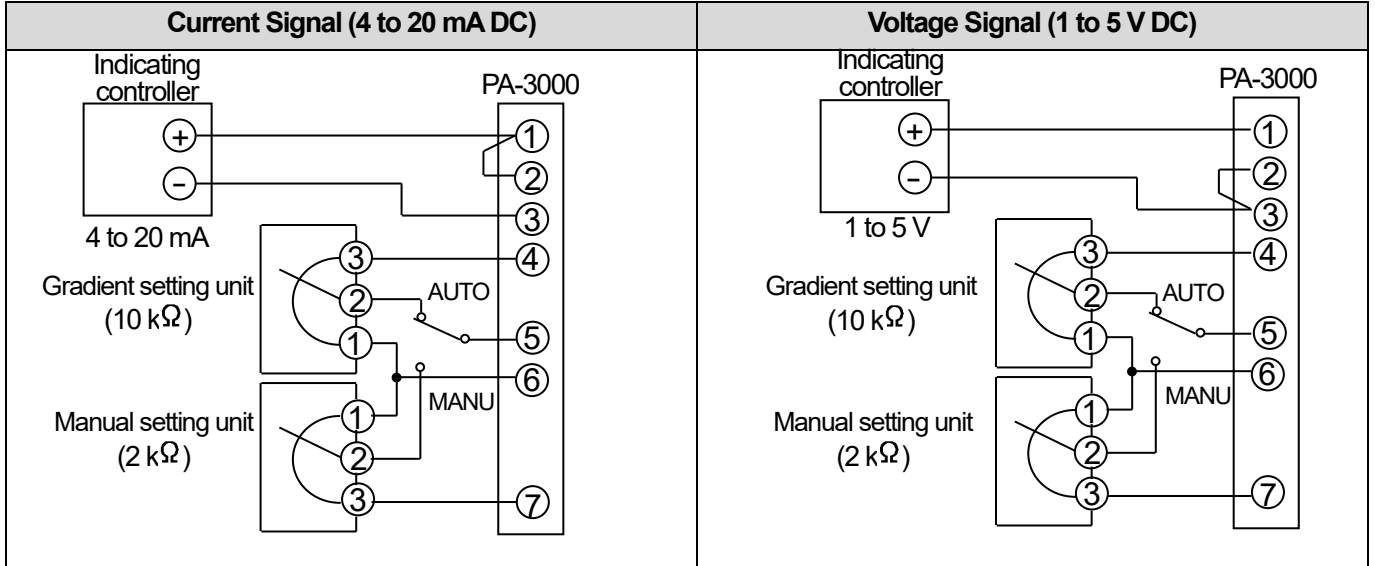 Current Signal (4 to 20 mA DC)
Voltage Signal (1 to 5 V DC)
Indicating
controller
PA-3000
+
−
4 to 20 mA
1
2
3
4
5
6
7
Gradient setting unit
(10 kΩ)
3
2
1
AUTO
MANU
Manual setting unit
(2 kΩ)
1
2
3
Indicating
controller
PA-3000
+
−
1 to 5 V
1
2
3
4
5
6
7
Gradient setting unit
(10 kΩ)
3
2
1
AUTO
MANU
Manual setting unit
(2 kΩ)
1
2
3